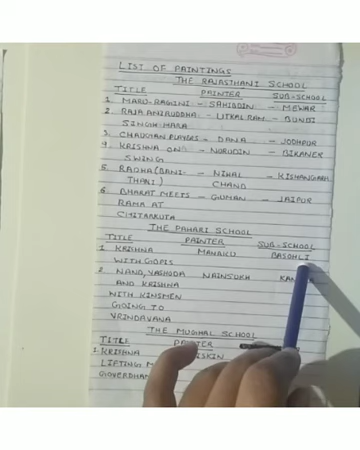 LIST OF PAINTINGS
THE RAJASTHANI SCHOOL
TITLE PAINTER SUB-SCHOOL
1. MARU-RAGINI - SAHIBDIN - MEWAR
2. RAJA ANIRUDDHA - UTKAL RAM - BUNDI
SINGH HARA
3. CHAUGYAN PLAYERS - DANA - JODHPUR
4. KRISHNA ON - NURUDIN - BIKANER
SWING
5. RADHA (BANI - NIHAL - KISHANGARH
THANI) CHAND
6. BHARAT MEETS - GUMAN - JAIPUR
RAMA AT
CHITRAKUTA
THE PAHARI SCHOOL
TITLE PAINTER SUB-SCHOOL
1. KRISHNA MANAKU BASOHLI
WITH GOPIS
2. NAND, YASHODA NAINSUKH
AND KRISHNA
WITH KINSMEN
GOING TO
VRINDAVANA
THE MUGHAL SCHOOL
TITLE PAINTER
1. KRISHNA
LIFTING